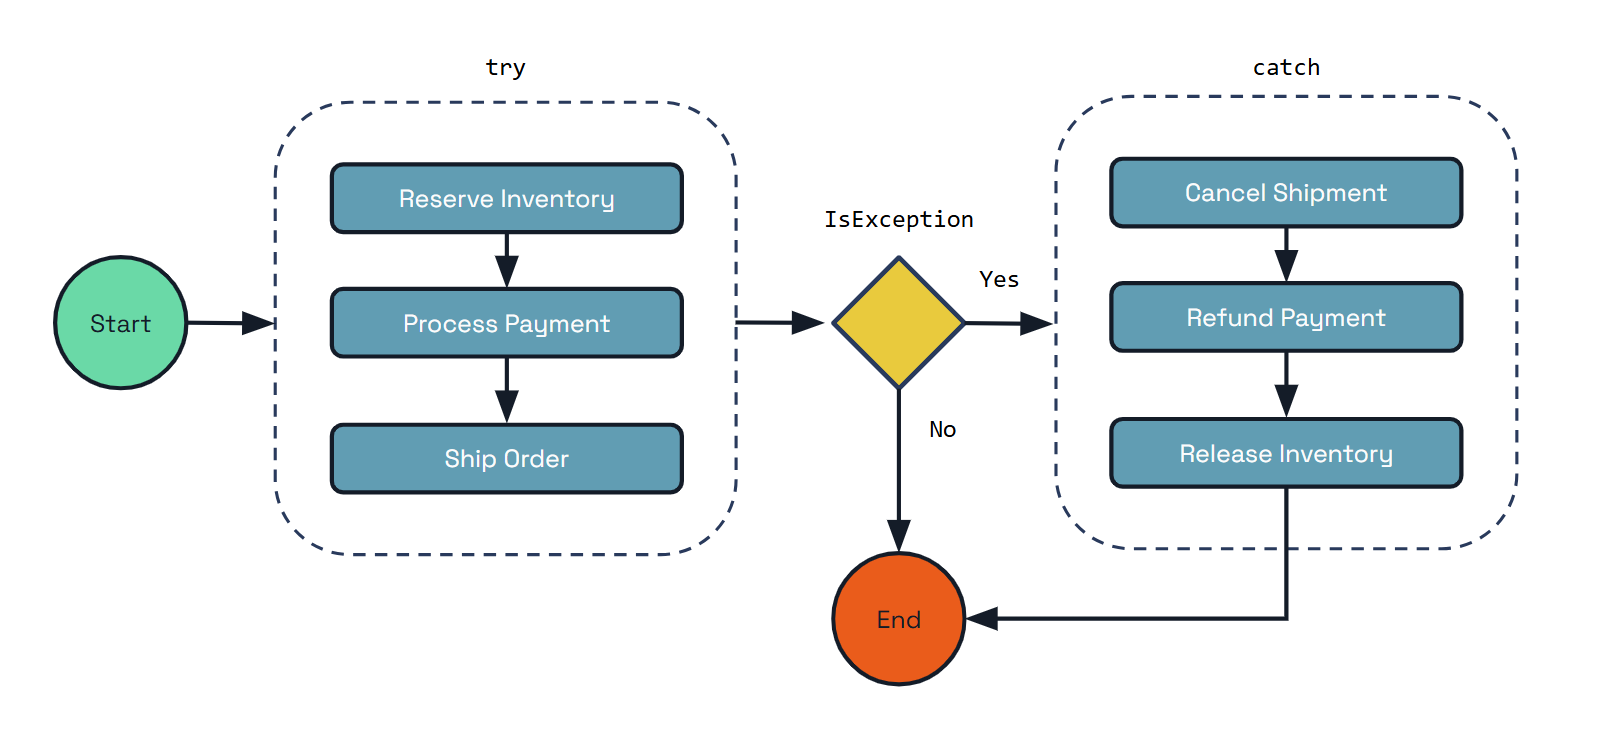 try
catch
Reserve Inventory
Cancel Shipment
IsException
Yes
Start
Process Payment
Refund Payment
No
Ship Order
Release Inventory
End